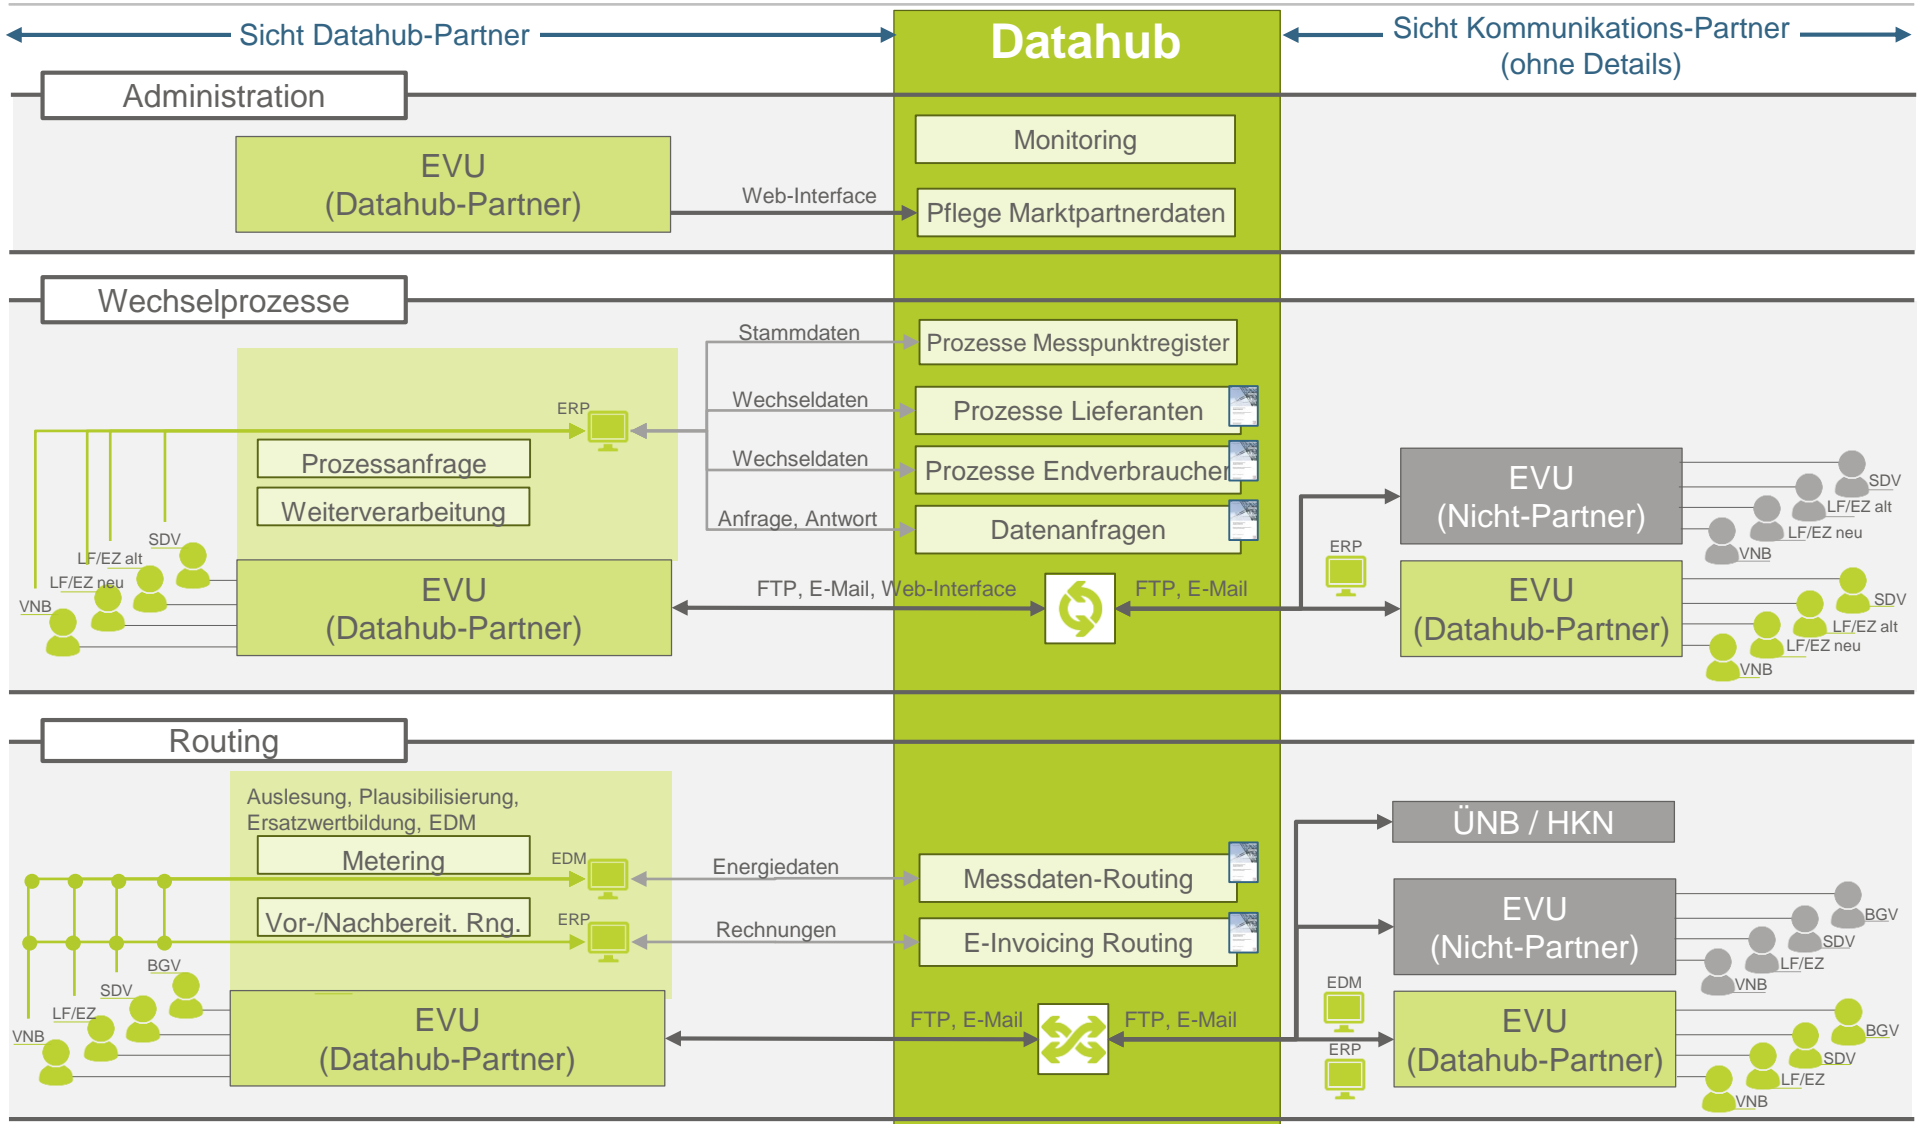 Sicht Datahub-Partner
Datahub
Sicht Kommunikations-Partner
(ohne Details)
Administration
EVU
(Datahub-Partner)
Web-Interface
Monitoring
Pflege Marktpartnerdaten
Wechselprozesse
Stammdaten
Prozesse Messpunktregister
Wechseldaten
Prozesse Lieferanten
ERP
Prozessanfrage
Wechseldaten
Prozesse Endverbraucher
Weiterverarbeitung
Anfrage, Antwort
Datenanfragen
SDV
LF/EZ alt
LF/EZ neu
VNB
EVU
(Datahub-Partner)
FTP, E-Mail, Web-Interface
FTP, E-Mail
ERP
EVU
(Nicht-Partner)
SDV
LF/EZ alt
LF/EZ neu
VNB
EVU
(Datahub-Partner)
SDV
LF/EZ alt
LF/EZ neu
VNB
Routing
Auslesung, Plausibilisierung,
Ersatzwertbildung, EDM
Metering
EDM
Energiedaten
Messdaten-Routing
Vor-/Nachbereit. Rng.
ERP
Rechnungen
E-Invoicing Routing
BGV
SDV
LF/EZ
VNB
EVU
(Datahub-Partner)
FTP, E-Mail
FTP, E-Mail
ÜNB / HKN
EVU
(Nicht-Partner)
BGV
SDV
LF/EZ
VNB
EDM
ERP
EVU
(Datahub-Partner)
BGV
SDV
LF/EZ
VNB